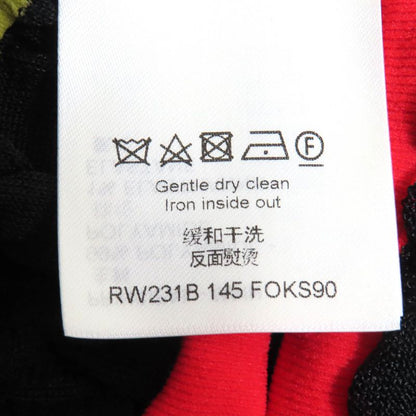 F
Gentle dry clean
Iron inside out
缓和干洗
反面熨烫
RW231B 145 FOKS90